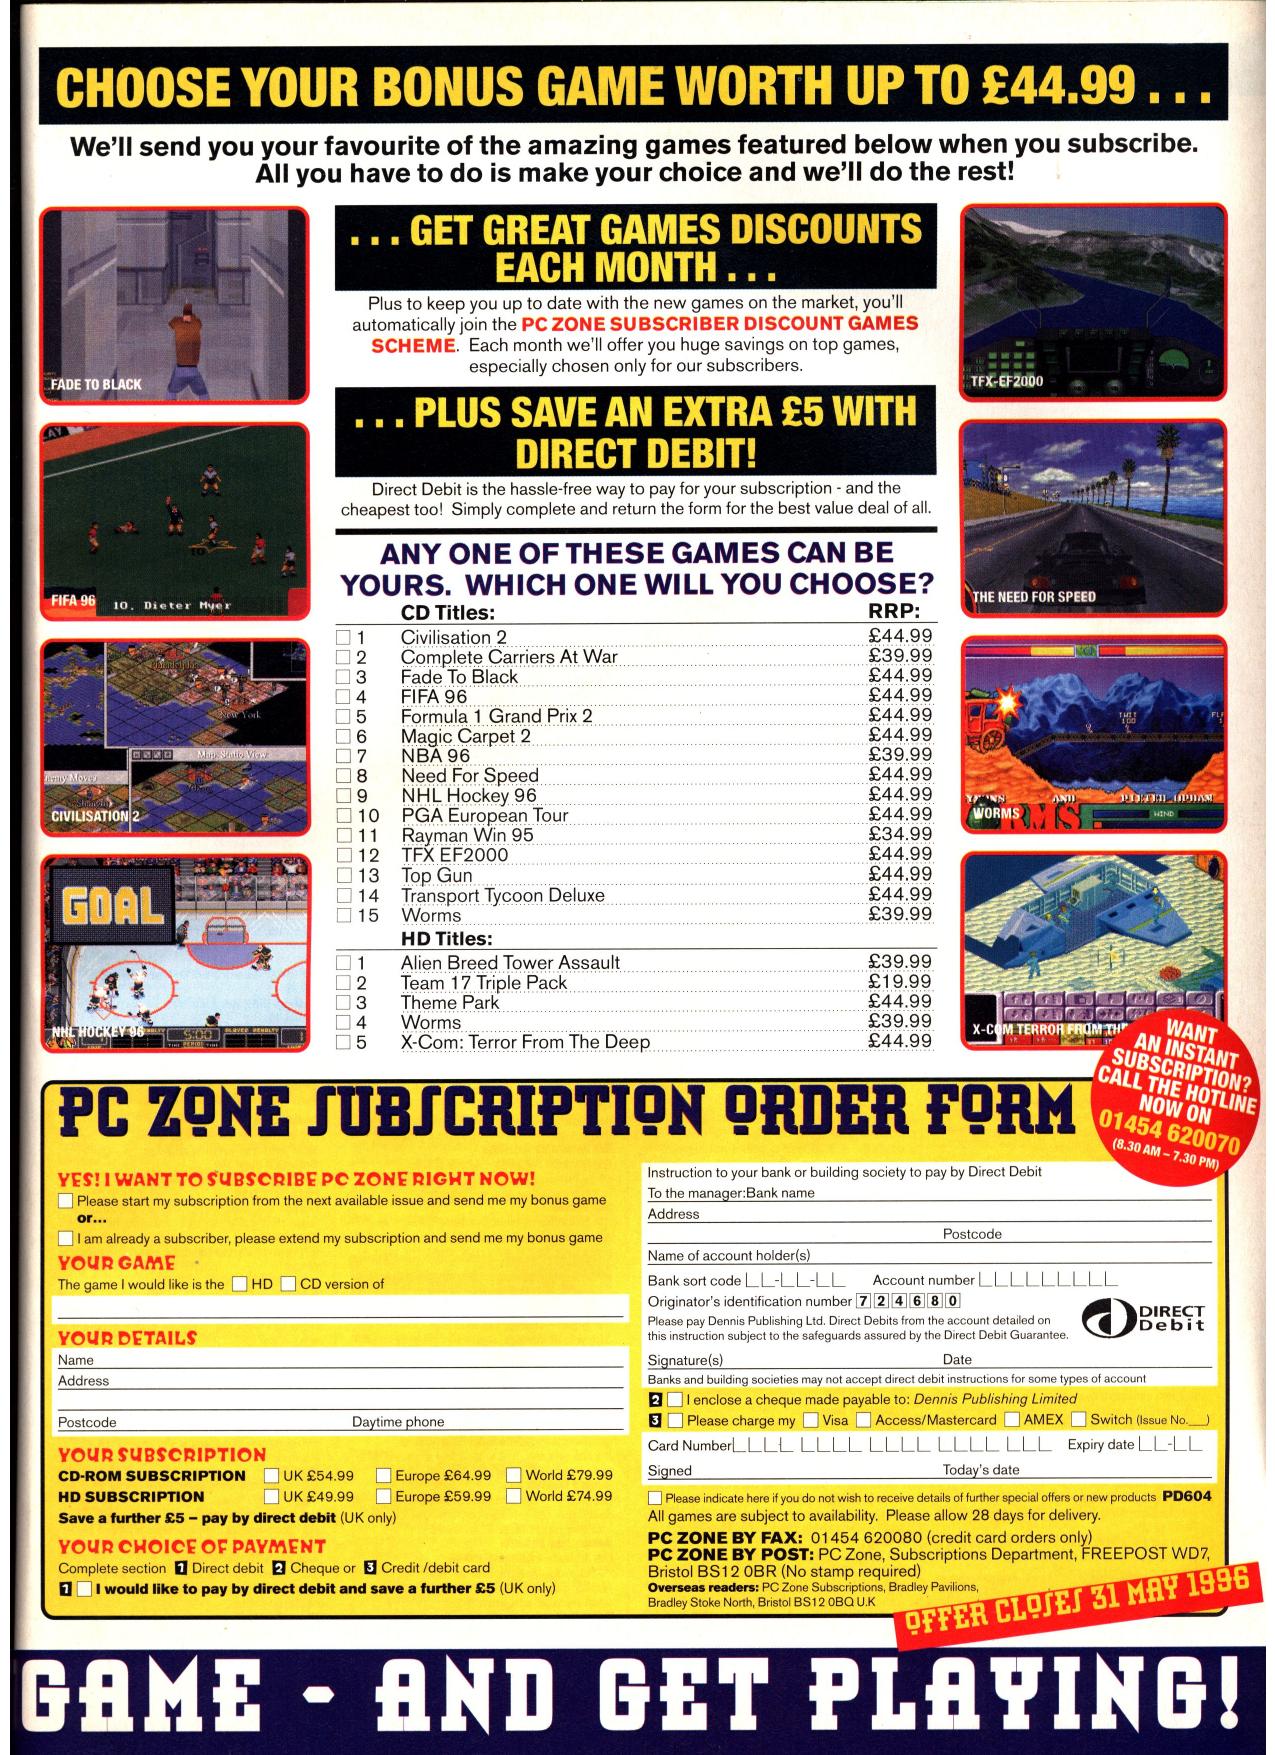 CHOOSE YOUR BONUS GAME WORTH UP TO £44.99 . . .
We'll send you your favourite of the amazing games featured below when you subscribe.
All you have to do is make your choice and we'll do the rest!
FADE TO BLACK
FIFA 96
10. Dieter Myer
New York
Map: Static View
CIVILISATION 2
GOAL
NHL HOCKEY 96
5:00
. . . GET GREAT GAMES DISCOUNTS
EACH MONTH . . .
Plus to keep you up to date with the new games on the market, you'll
automatically join the PC ZONE SUBSCRIBER DISCOUNT GAMES
SCHEME. Each month we'll offer you huge savings on top games,
especially chosen only for our subscribers.
. . . PLUS SAVE AN EXTRA £5 WITH
DIRECT DEBIT!
Direct Debit is the hassle-free way to pay for your subscription - and the
cheapest too! Simply complete and return the form for the best value deal of all.
ANY ONE OF THESE GAMES CAN BE
YOURS. WHICH ONE WILL YOU CHOOSE?
CD Titles: RRP:
1 Civilisation 2 £44.99
2 Complete Carriers At War £39.99
3 Fade To Black £44.99
4 FIFA 96 £44.99
5 Formula 1 Grand Prix 2 £44.99
6 Magic Carpet 2 £44.99
7 NBA 96 £39.99
8 Need For Speed £44.99
9 NHL Hockey 96 £44.99
10 PGA European Tour £44.99
11 Rayman Win 95 £34.99
12 TFX EF2000 £44.99
13 Top Gun £44.99
14 Transport Tycoon Deluxe £44.99
15 Worms £39.99
HD Titles:
1 Alien Breed Tower Assault £39.99
2 Team 17 Triple Pack £19.99
3 Theme Park £44.99
4 Worms £39.99
5 X-Com: Terror From The Deep £44.99
TFX-EF2000
THE NEED FOR SPEED
WORMS
WIND
X-COM TERROR FROM THE
WANT
AN INSTANT
SUBSCRIPTION?
CALL THE HOTLINE
NOW ON
01454 620070
(8.30 AM – 7.30 PM)
PC ZONE SUBSCRIPTION ORDER FORM
YES! I WANT TO SUBSCRIBE PC ZONE RIGHT NOW!
Please start my subscription from the next available issue and send me my bonus game
or...
I am already a subscriber, please extend my subscription and send me my bonus game
YOUR GAME
The game I would like is the HD CD version of
YOUR DETAILS
Name
Address
Postcode Daytime phone
YOUR SUBSCRIPTION
CD-ROM SUBSCRIPTION UK £54.99 Europe £64.99 World £79.99
HD SUBSCRIPTION UK £49.99 Europe £59.99 World £74.99
Save a further £5 – pay by direct debit (UK only)
YOUR CHOICE OF PAYMENT
Complete section 1 Direct debit 2 Cheque or 3 Credit /debit card
1 I would like to pay by direct debit and save a further £5 (UK only)
Instruction to your bank or building society to pay by Direct Debit
To the manager:Bank name
Address
Postcode
Name of account holder(s)
Bank sort code Account number
Originator's identification number 7 2 4 6 8 0
Please pay Dennis Publishing Ltd. Direct Debits from the account detailed on
this instruction subject to the safeguards assured by the Direct Debit Guarantee.
DIRECT
Debit
Signature(s) Date
Banks and building societies may not accept direct debit instructions for some types of account
2 I enclose a cheque made payable to: Dennis Publishing Limited
3 Please charge my Visa Access/Mastercard AMEX Switch (Issue No.__)
Card Number Expiry date
Signed Today's date
Please indicate here if you do not wish to receive details of further special offers or new products PD604
All games are subject to availability. Please allow 28 days for delivery.
PC ZONE BY FAX: 01454 620080 (credit card orders only)
PC ZONE BY POST: PC Zone, Subscriptions Department, FREEPOST WD7,
Bristol BS12 0BR (No stamp required)
Overseas readers: PC Zone Subscriptions, Bradley Pavilions,
Bradley Stoke North, Bristol BS12 0BQ U.K
OFFER CLOSES 31 MAY 1996
GAME - AND GET PLAYING!